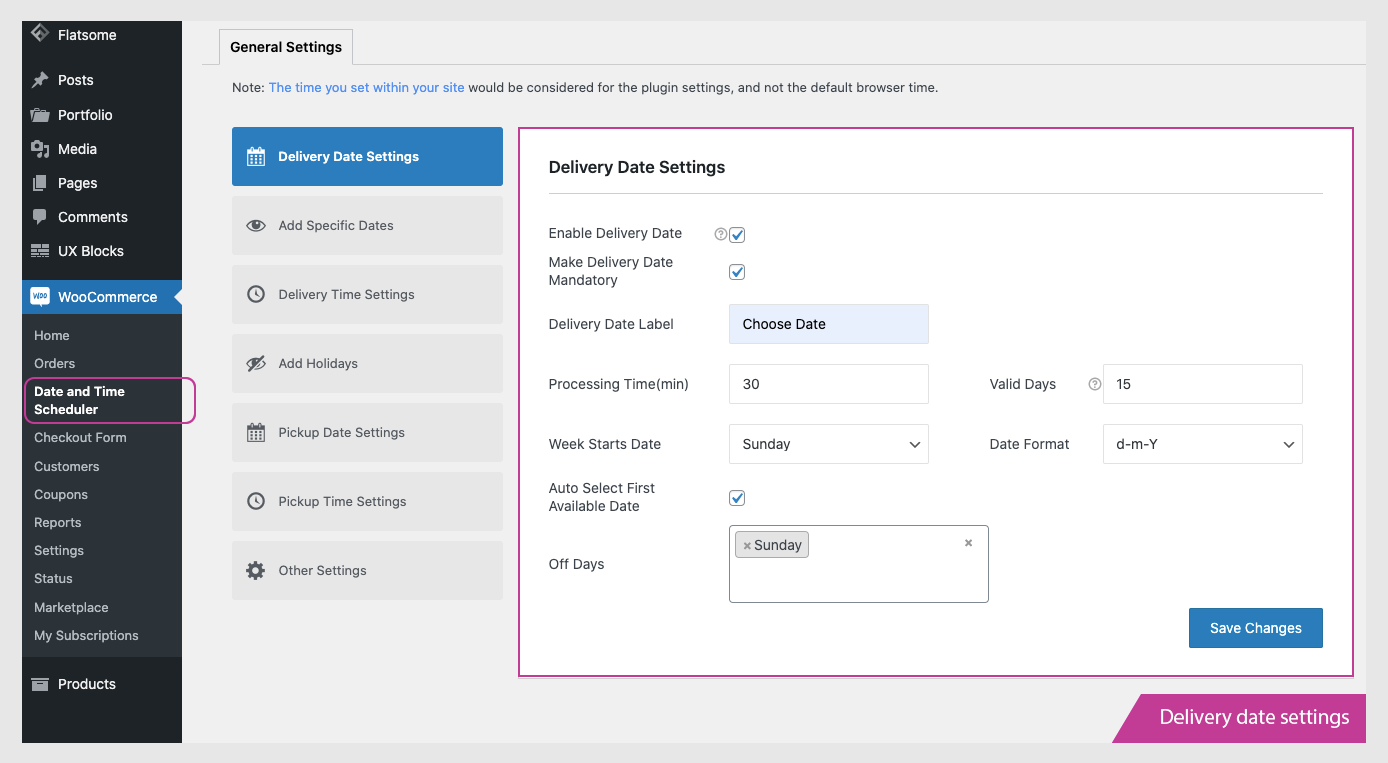 Flatsome
Posts
Portfolio
Media
Pages
Comments
UX Blocks
WOO WooCommerce
Home
Orders
Date and Time
Scheduler
Checkout Form
Customers
Coupons
Reports
Settings
Status
Marketplace
My Subscriptions
Products
General Settings
Note: The time you set within your site would be considered for the plugin settings, and not the default browser time.
Delivery Date Settings
Add Specific Dates
Delivery Time Settings
Add Holidays
Pickup Date Settings
Pickup Time Settings
Other Settings
Delivery Date Settings
Enable Delivery Date ?
Make Delivery Date
Mandatory
Delivery Date Label Choose Date
Processing Time(min) 30 Valid Days ? 15
Week Starts Date Sunday Date Format d-m-Y
Auto Select First
Available Date
× Sunday ×
Off Days
Save Changes
Delivery date settings